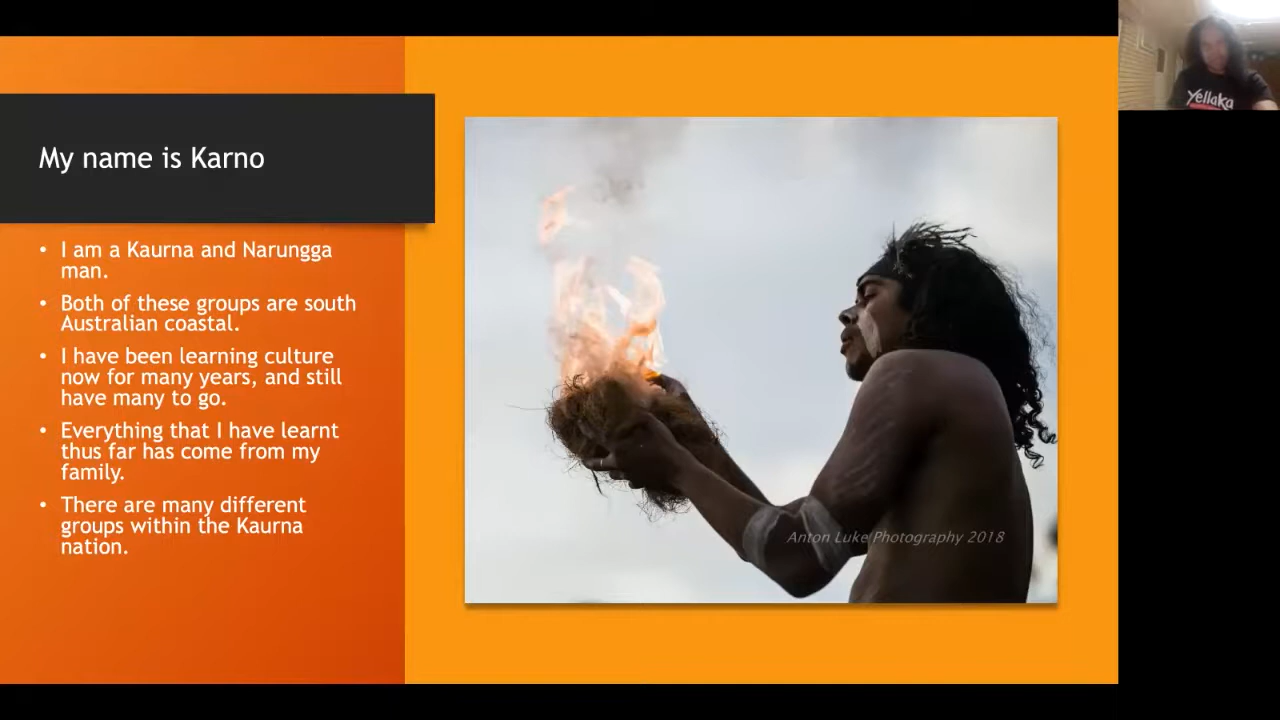 My name is Karno
• I am a Kaurna and Narungga
man.
• Both of these groups are south
Australian coastal.
• I have been learning culture
now for many years, and still
have many to go.
• Everything that I have learnt
thus far has come from my
family.
• There are many different
groups within the Kaurna
nation.
Anton Luke Photography 2018
Yellaka